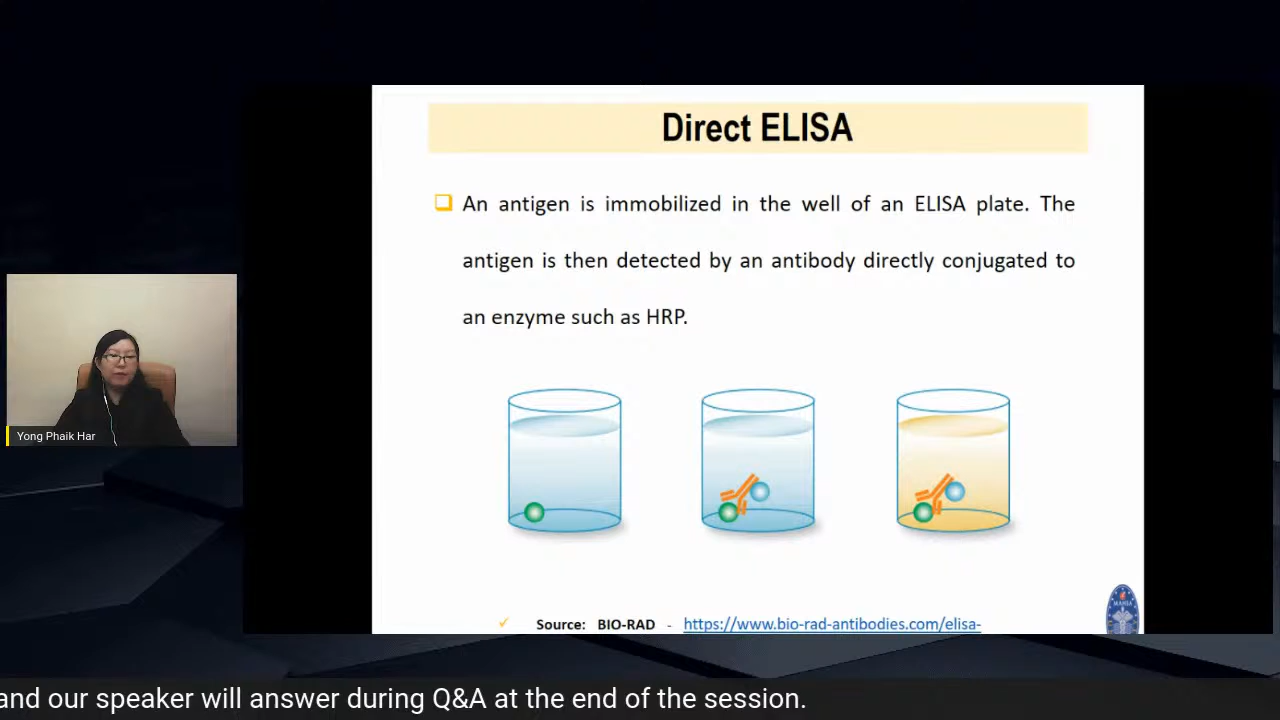 Direct ELISA
❑ An antigen is immobilized in the well of an ELISA plate. The
antigen is then detected by an antibody directly conjugated to
an enzyme such as HRP.
Yong Phaik Har
✓ Source: BIO-RAD - https://www.bio-rad-antibodies.com/elisa-
MAHSA
and our speaker will answer during Q&A at the end of the session.